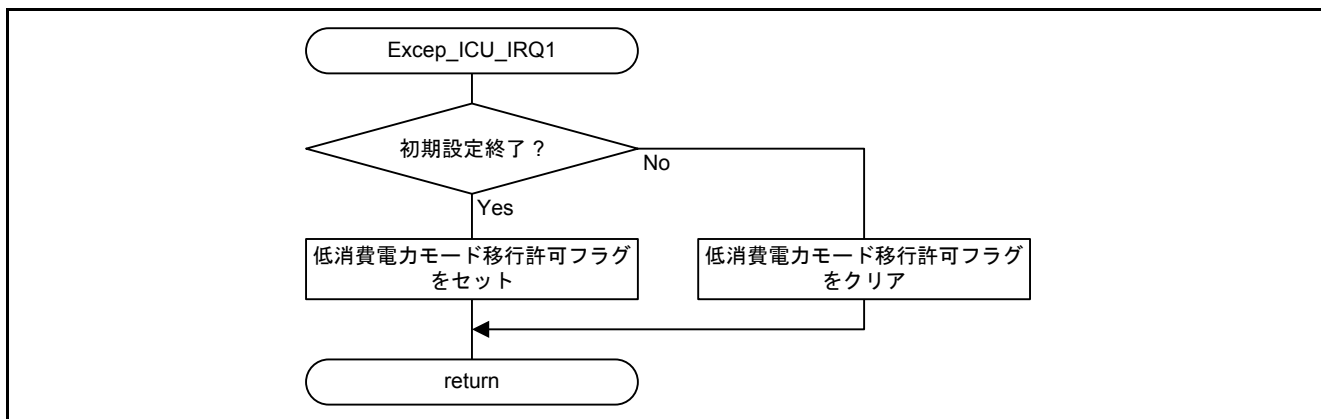 Excep_ICU_IRQ1
初期設定終了？
No
Yes
低消費電力モード移行許可フラグ
をセット
低消費電力モード移行許可フラグ
をクリア
return